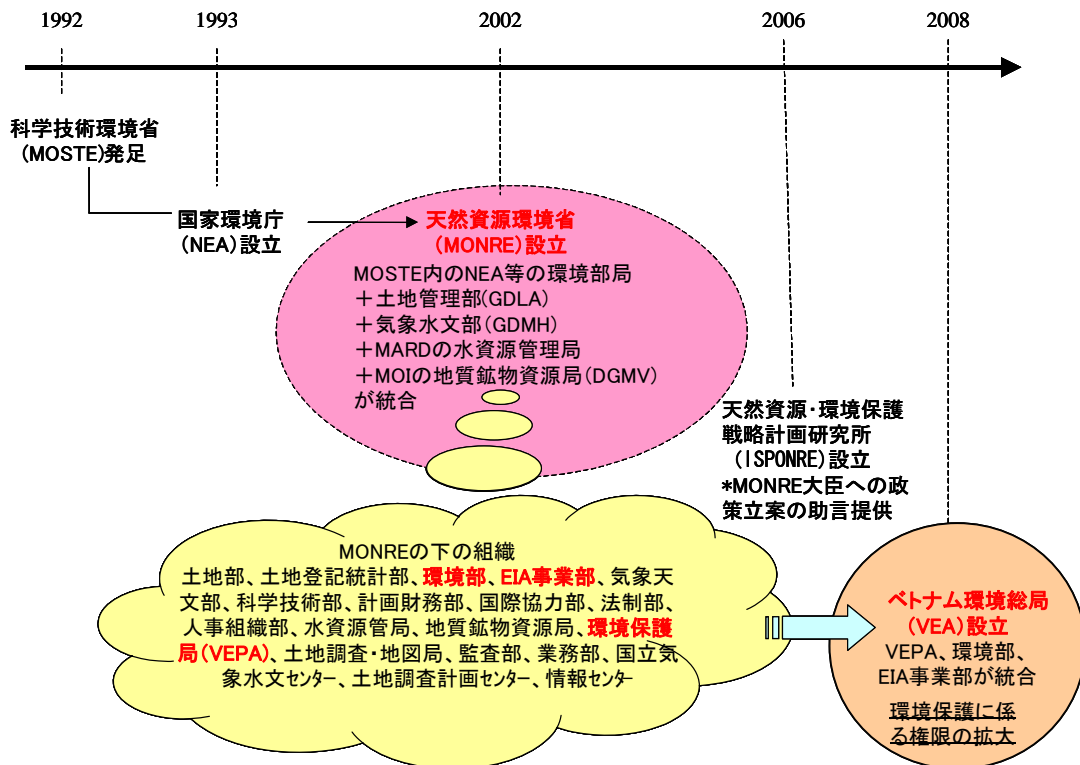 1992
1993
2002
2006
2008
科学技術環境省
(MOSTE)発足
国家環境庁
(NEA)設立
天然資源環境省
(MONRE)設立
MOSTE内のNEA等の環境部局
＋土地管理部(GDLA)
＋気象水文部(GDMH)
＋MARDの水資源管理局
＋MOIの地質鉱物資源局(DGMV)
が統合
天然資源・環境保護
戦略計画研究所
(ISPONRE)設立
*MONRE大臣への政
策立案の助言提供
MONREの下の組織
土地部、土地登記統計部、環境部、EIA事業部、気象天
文部、科学技術部、計画財務部、国際協力部、法制部、
人事組織部、水資源管局、地質鉱物資源局、環境保護
局(VEPA)、土地調査・地図局、監査部、業務部、国立気
象水文センター、土地調査計画センター、情報センター
ベトナム環境総局
(VEA)設立
VEPA、環境部、
EIA事業部が統合
環境保護に係
る権限の拡大